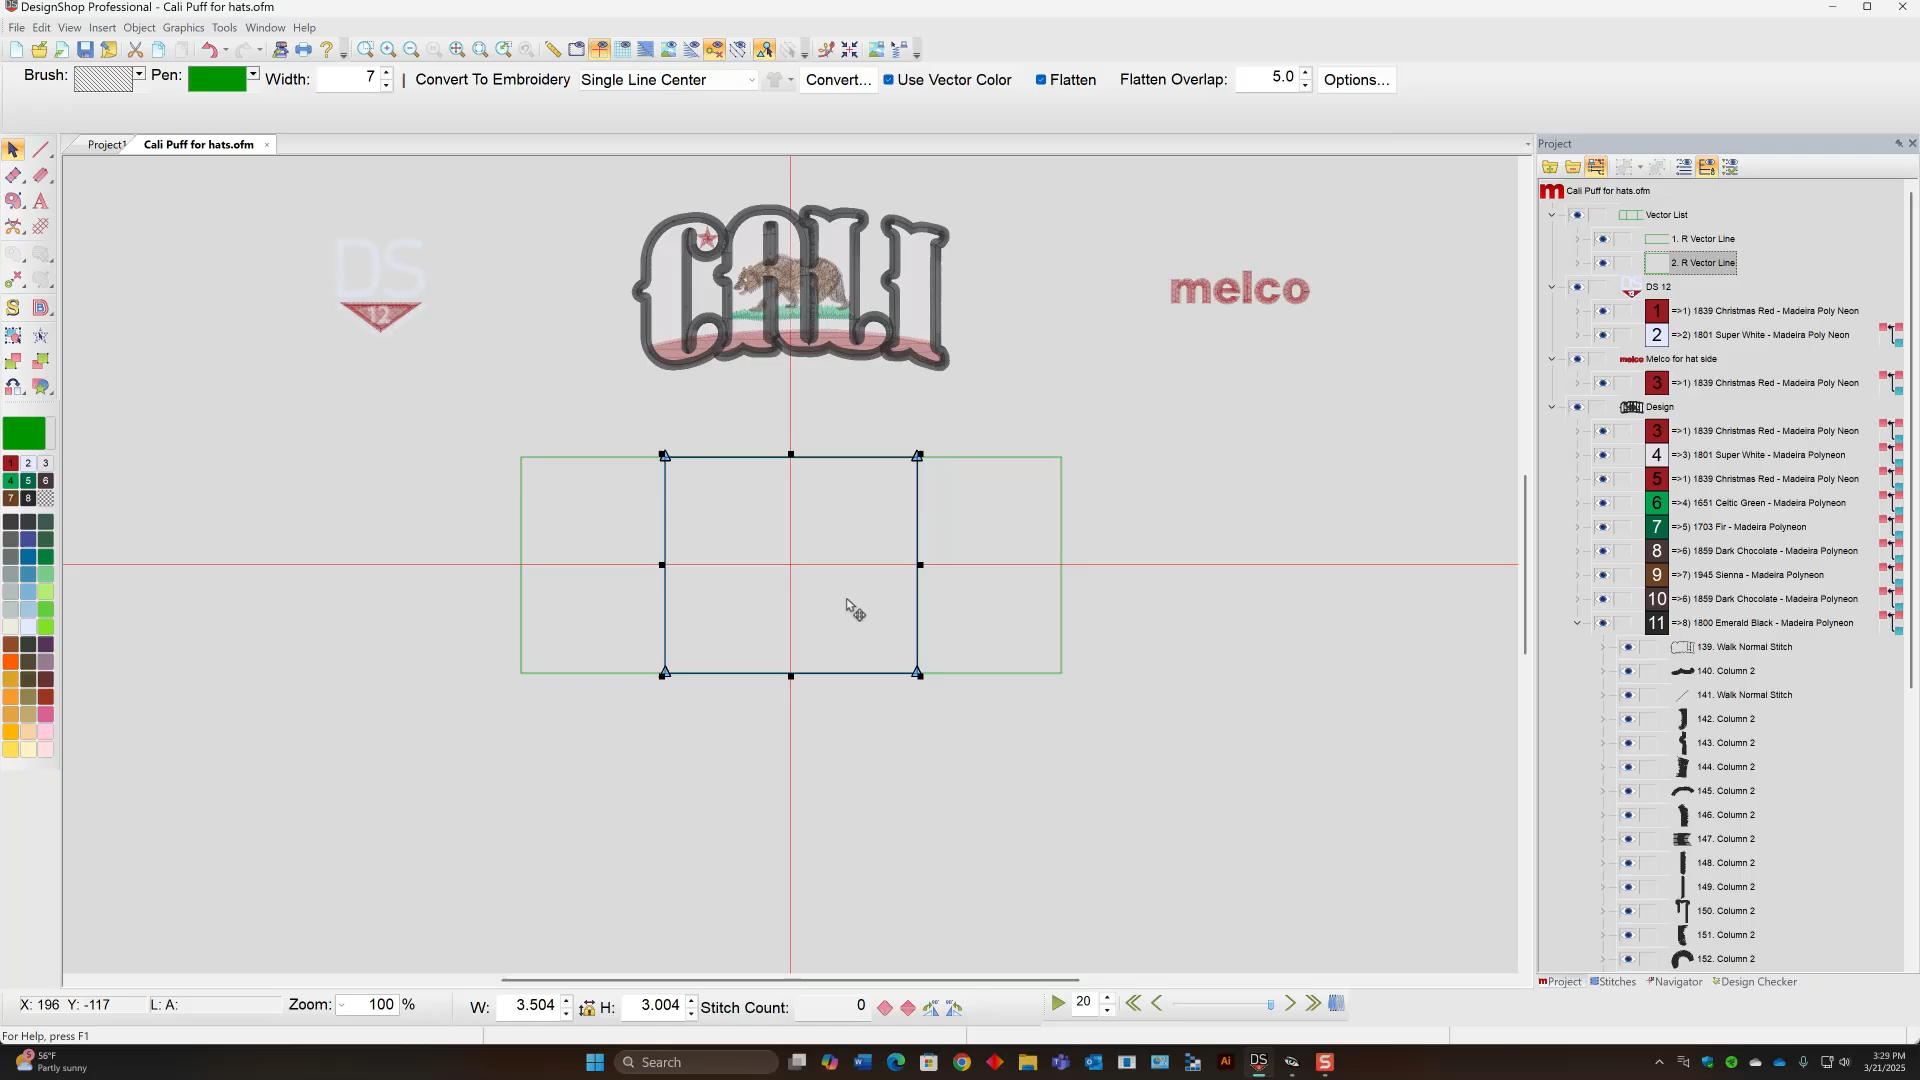 DesignShop Professional - Cali Puff for hats.ofm
File Edit View Insert Object Graphics Tools Window Help
Brush: Pen: Width: 7 | Convert To Embroidery Single Line Center Convert... Use Vector Color Flatten Flatten Overlap: 5.0 Options...
Project1 Cali Puff for hats.ofm
Project
Cali Puff for hats.ofm
Vector List
1. R Vector Line
2. R Vector Line
DS 12
1 =>1) 1839 Christmas Red - Madeira Poly Neon
2 =>2) 1801 Super White - Madeira Poly Neon
melco Melco for hat side
3 =>1) 1839 Christmas Red - Madeira Poly Neon
Design
3 =>1) 1839 Christmas Red - Madeira Poly Neon
4 =>3) 1801 Super White - Madeira Polyneon
5 =>1) 1839 Christmas Red - Madeira Poly Neon
6 =>4) 1651 Celtic Green - Madeira Polyneon
7 =>5) 1703 Fir - Madeira Polyneon
8 =>6) 1859 Dark Chocolate - Madeira Polyneon
9 =>7) 1945 Sienna - Madeira Polyneon
10 =>6) 1859 Dark Chocolate - Madeira Polyneon
11 =>8) 1800 Emerald Black - Madeira Polyneon
139. Walk Normal Stitch
140. Column 2
141. Walk Normal Stitch
142. Column 2
143. Column 2
144. Column 2
145. Column 2
146. Column 2
147. Column 2
148. Column 2
149. Column 2
150. Column 2
151. Column 2
152. Column 2
Project Stitches Navigator Design Checker
DS
12
CALI
melco
1 2 3
4 5 6
7 8
X: 196 Y: -117 L: A: Zoom: 100 % W: 3.504 H: 3.004 Stitch Count: 0 20
For Help, press F1
56°F
Partly sunny
Search
3:29 PM
3/21/2025